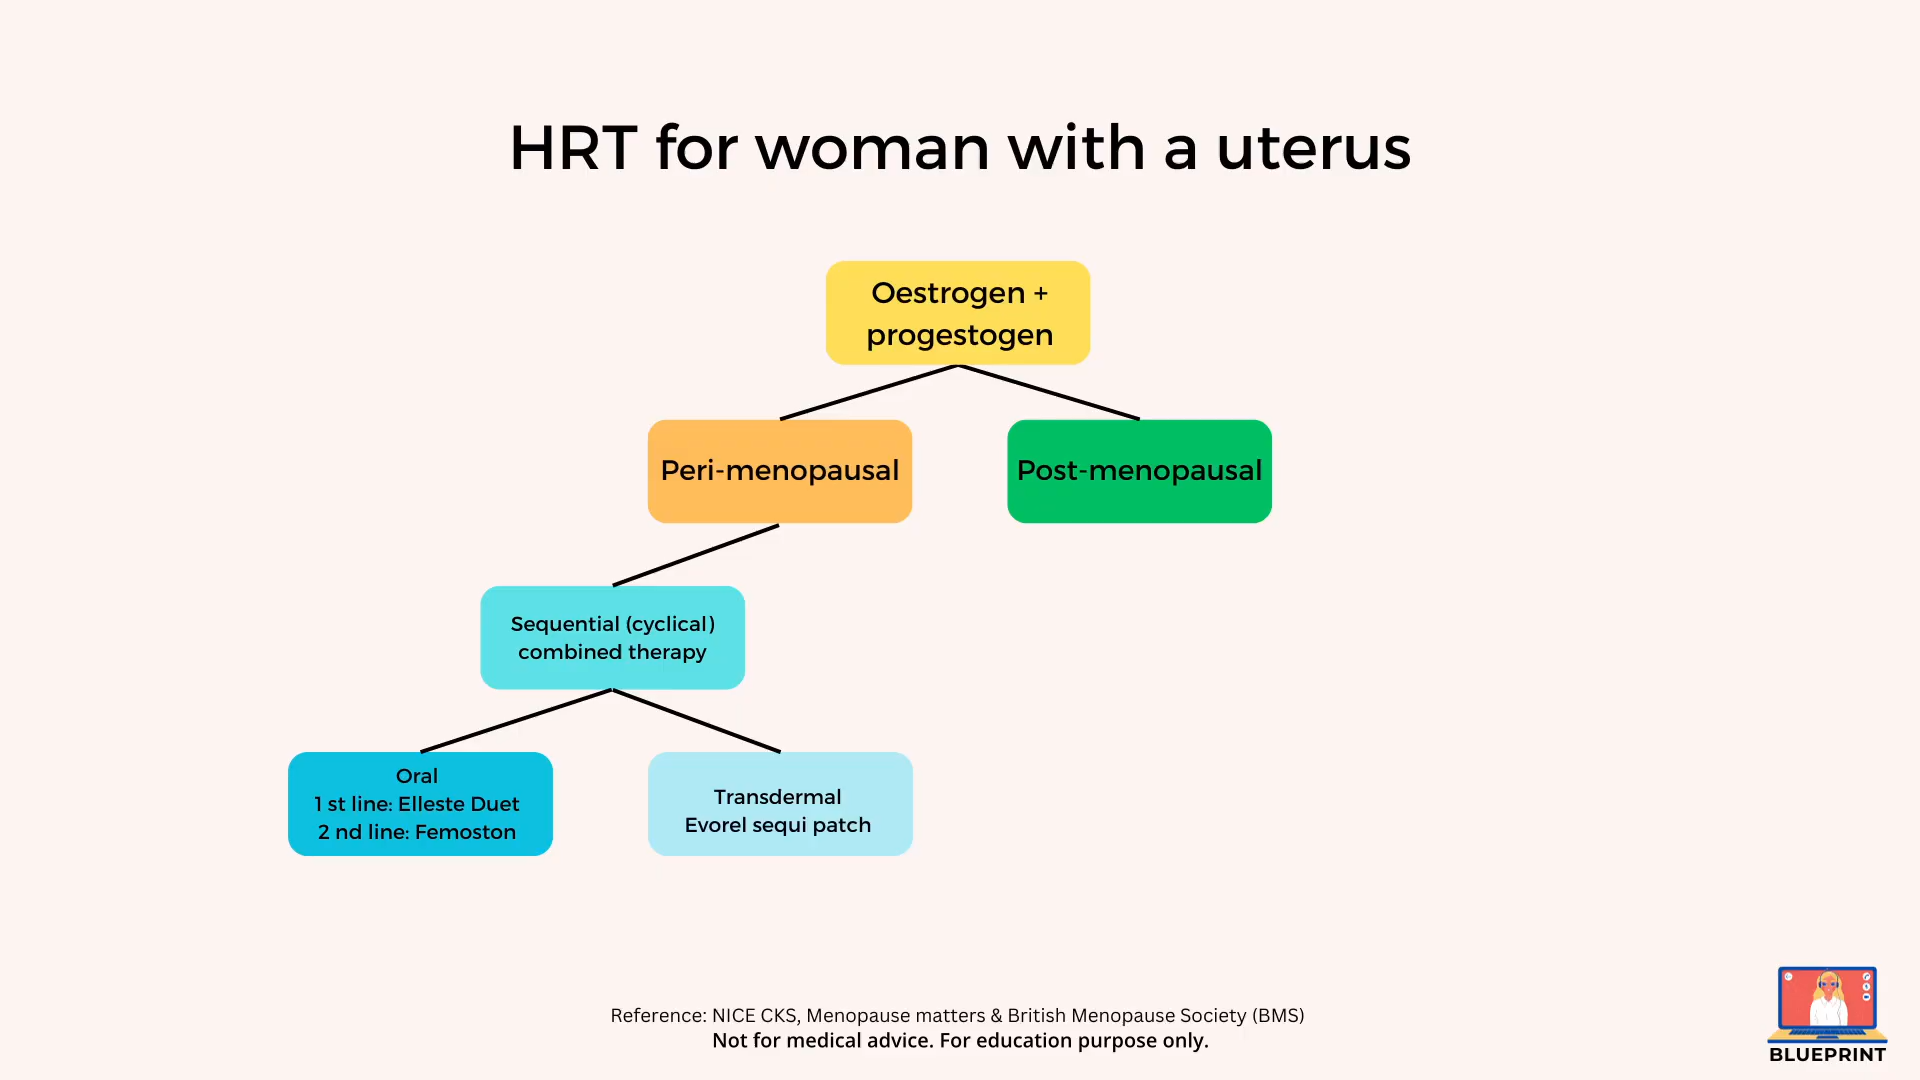 HRT for woman with a uterus
Oestrogen +
progestogen
Peri-menopausal
Post-menopausal
Sequential (cyclical)
combined therapy
Oral
1 st line: Elleste Duet
2 nd line: Femoston
Transdermal
Evorel sequi patch
Reference: NICE CKS, Menopause matters & British Menopause Society (BMS)
Not for medical advice. For education purpose only.
BLUEPRINT